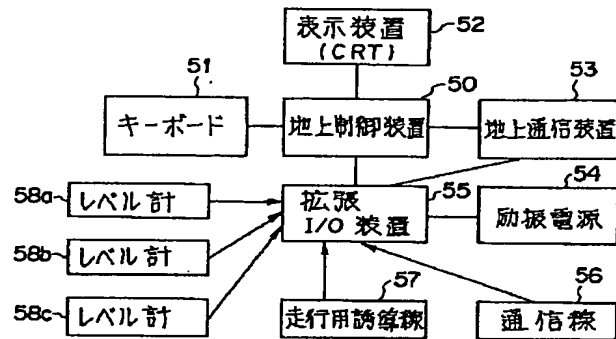 表示装置
(CRT)
52
51
50
53
キーボード
地上制御装置
地上通信装置
58a
レベル計
拡張
I/O 装置
55
54
励振電源
58b
レベル計
58c
レベル計
57
走行用誘導線
56
通信線